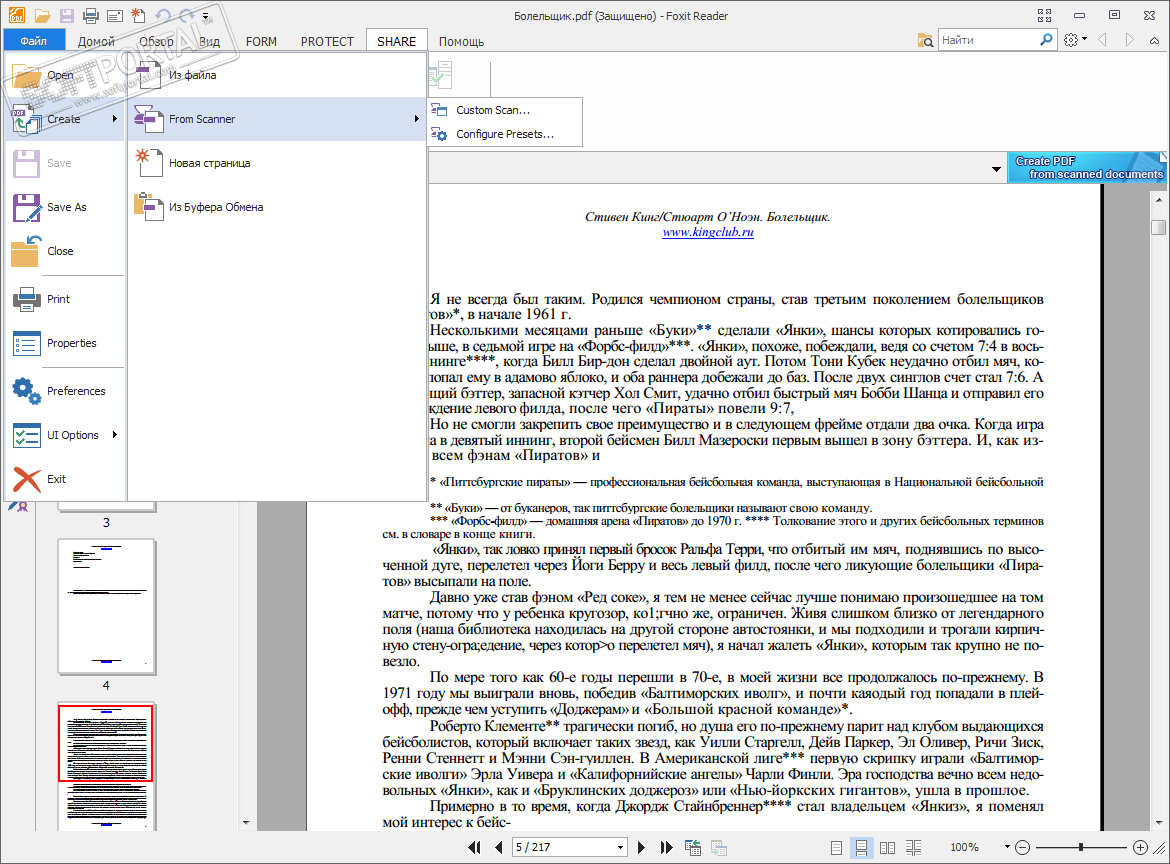 Болельщик.pdf (Защищено) - Foxit Reader
Файл Домой Обзор Вид FORM PROTECT SHARE Помощь
Найти
SOFTPORTAL™
www.softportal.com
Open
Create
Save
Save As
Close
Print
Properties
Preferences
UI Options
Exit
Из файла
From Scanner
Новая страница
Из Буфера Обмена
Custom Scan...
Configure Presets...
Create PDF
from scanned documents
Стивен Кинг/Стюарт О'Ноэн. Болельщик.
www.kingclub.ru
Я не всегда был таким. Родился чемпионом страны, став третьим поколением болельщиков
тов»*, в начале 1961 г.
Несколькими месяцами раньше «Буки»** сделали «Янки», шансы которых котировались го-
ыше, в седьмой игре на «Форбс-филд»***. «Янки», похоже, побеждали, ведя со счетом 7:4 в вось-
нинге****, когда Билл Бир-дон сделал двойной аут. Потом Тони Кубек неудачно отбил мяч, ко-
попал ему в адамово яблоко, и оба раннера добежали до баз. После двух синглов счет стал 7:6. А
щий бэттер, запасной кэтчер Хол Смит, удачно отбил быстрый мяч Бобби Шанца и отправил его
ждение левого филда, после чего «Пираты» повели 9:7,
Но не смогли закрепить свое преимущество и в следующем фрейме отдали два очка. Когда игра
а в девятый иннинг, второй бейсмен Билл Мазероски первым вышел в зону бэттера. И, как из-
всем фэнам «Пиратов» и
* «Питтсбургские пираты» — профессиональная бейсбольная команда, выступающая в Национальной бейсбольной
** «Буки» — от буканеров, так питтсбургские болельщики называют свою команду.
*** «Форбс-филд» — домашняя арена «Пиратов» до 1970 г. **** Толкование этого и других бейсбольных терминов
см. в словаре в конце книги.
«Янки», так ловко принял первый бросок Ральфа Терри, что отбитый им мяч, поднявшись по высо-
ченной дуге, перелетел через Йоги Берру и весь левый филд, после чего ликующие болельщики «Пира-
тов» высыпали на поле.
Давно уже став фэном «Ред соке», я тем не менее сейчас лучше понимаю произошедшее на том
матче, потому что у ребенка кругозор, ко1;гчно же, ограничен. Живя слишком близко от легендарного
поля (наша библиотека находилась на другой стороне автостоянки, и мы подходили и трогали кирпич-
ную стену-огра;едение, через котор>о перелетел мяч), я начал жалеть «Янки», которым так крупно не по-
везло.
По мере того как 60-е годы перешли в 70-е, в моей жизни все продолжалось по-прежнему. В
1971 году мы выиграли вновь, победив «Балтиморских иволг», и почти каяодый год попадали в плей-
офф, прежде чем уступить «Доджерам» и «Большой красной команде»*.
Роберто Клементе** трагически погиб, но душа его по-прежнему парит над клубом выдающихся
бейсболистов, который включает таких звезд, как Уилли Старгелл, Дейв Паркер, Эл Оливер, Ричи Зиск,
Ренни Стеннетт и Мэнни Сэн-гуиллен. В Американской лиге*** первую скрипку играли «Балтимор-
ские иволги» Эрла Уивера и «Калифорнийские ангелы» Чарли Финли. Эра господства вечно всем недо-
вольных «Янки», как и «Бруклинских доджероз» или «Нью-йоркских гигантов», ушла в прошлое.
Примерно в то время, когда Джордж Стайнбреннер**** стал владельцем «Янкиз», я поменял
мой интерес к бейс-
3
4
5 / 217
100%